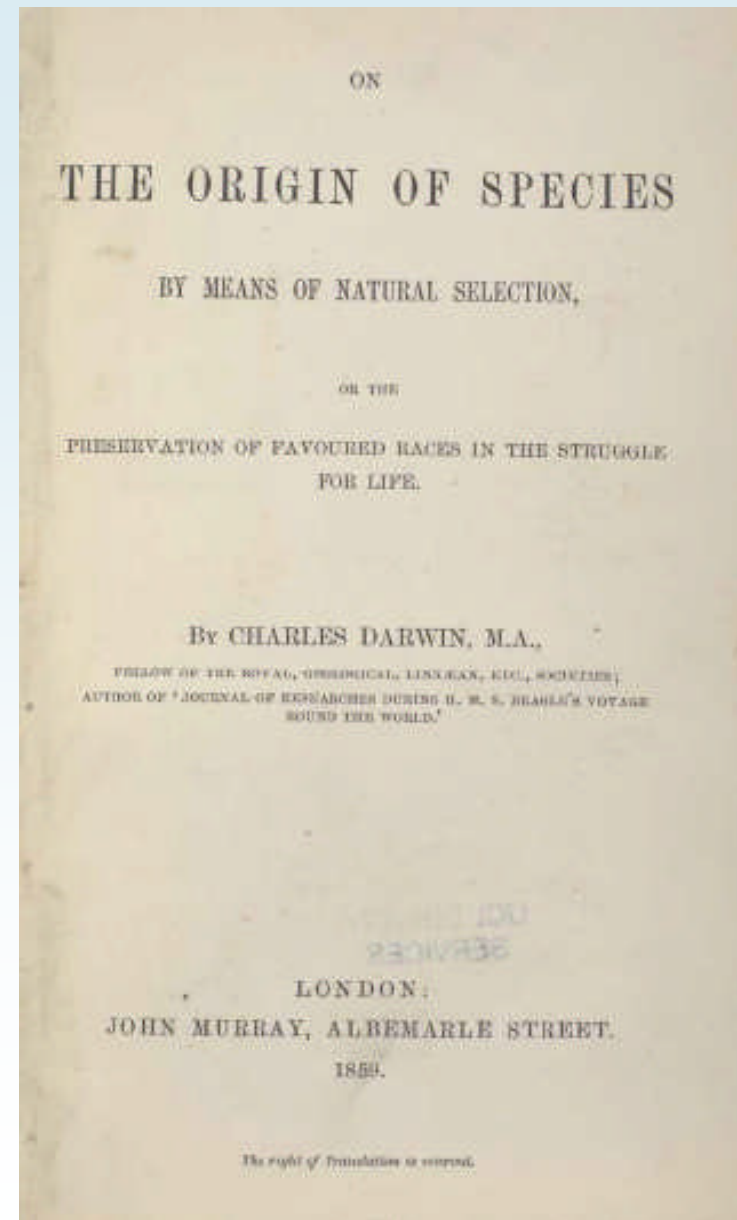 ON
THE ORIGIN OF SPECIES
BY MEANS OF NATURAL SELECTION,
OR THE
PRESERVATION OF FAVOURED RACES IN THE STRUGGLE
FOR LIFE.
BY CHARLES DARWIN, M.A.,
FELLOW OF THE ROYAL, GEOLOGICAL, LINNÆAN, ETC., SOCIETIES;
AUTHOR OF 'JOURNAL OF RESEARCHES DURING H. M. S. BEAGLE'S VOYAGE
ROUND THE WORLD.'
SERVICES
LONDON:
JOHN MURRAY, ALBEMARLE STREET.
1859.
The right of Translation is reserved.